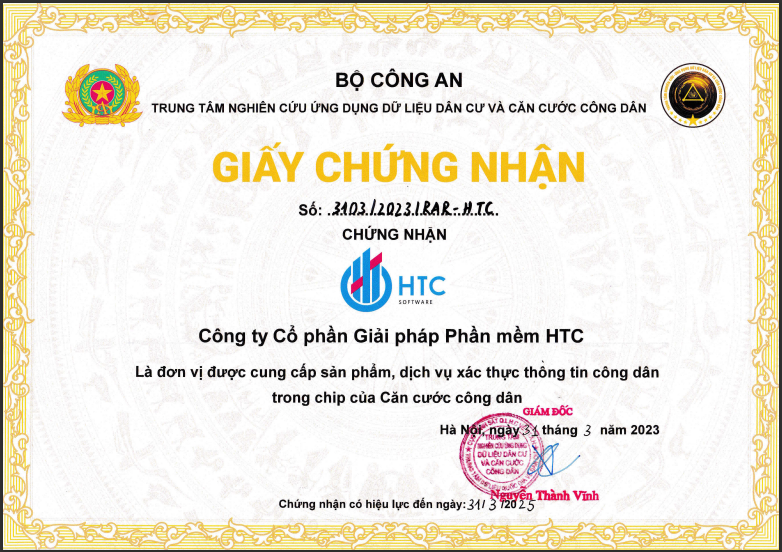 BỘ CÔNG AN
TRUNG TÂM NGHIÊN CỨU ỨNG DỤNG DỮ LIỆU DÂN CƯ VÀ CĂN CƯỚC CÔNG DÂN
GIẤY CHỨNG NHẬN
Số: 3103/2023/RAR-HTC
CHỨNG NHẬN
HTC
SOFTWARE
Công ty Cổ phần Giải pháp Phần mềm HTC
Là đơn vị được cung cấp sản phẩm, dịch vụ xác thực thông tin công dân
trong chip của Căn cước công dân
GIÁM ĐỐC
Hà Nội, ngày 31 tháng 3 năm 2023
TRUNG TÂM
NGHIÊN CỨU ỨNG DỤNG
DỮ LIỆU DÂN CƯ
VÀ CĂN CƯỚC
CÔNG DÂN
Nguyễn Thành Vĩnh
Chứng nhận có hiệu lực đến ngày: 31/3/2025